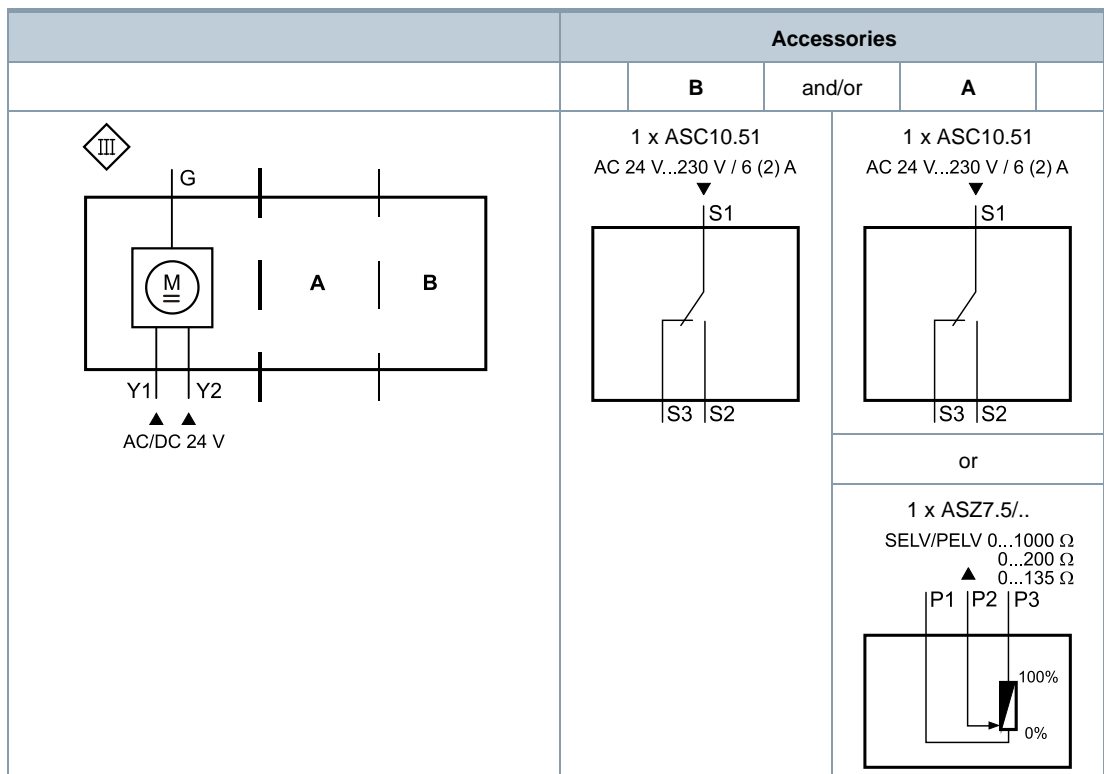 Accessories
B and/or A
III
G
M
A B
Y1 Y2
AC/DC 24 V
1 x ASC10.51
AC 24 V...230 V / 6 (2) A
S1
S3 S2
1 x ASC10.51
AC 24 V...230 V / 6 (2) A
S1
S3 S2
or
1 x ASZ7.5/..
SELV/PELV 0...1000 Ω
0...200 Ω
0...135 Ω
P1 P2 P3
100%
0%